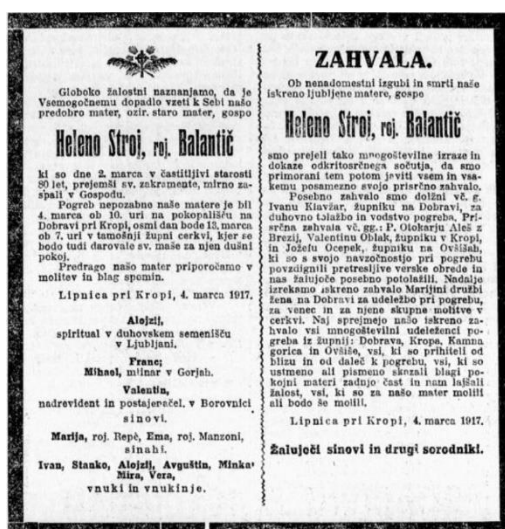 Globoko žalostni naznanjamo, da je
Vsemogočnemu dopadlo vzeti k Sebi našo
predobro mater, ozir. staro mater, gospo
Heleno Stroj, roj. Balantič
ki so dne 2. marca v častitljivi starosti
80 let, prejemši sv. zakramente, mirno za-
spali v Gospodu.
Pogreb nepozabno naše matere je bil
4. marca ob 10. uri na pokopališču na
Dobravi pri Kropi, osmi dan bode 13. marca
ob 7. uri v tamošnji župni cerkvi, kjer se
bodo tudi darovale sv. maše za njen dušni
pokoj.
Predrago našo mater priporočamo v
molitev in blag spemin.
Lipnica pri Kropi, 4. marca 1917.
Alojzij,
spiritual v duhovskem semenišču
v Ljubljani.
Franc;
Mihael, mlinar v Gorjah.
Valentin,
nadrevident in postajenačel. v Borovnici
sinovi.
Marija, roj. Repè, Ema, roj. Manzoni,
sinahi.
Ivan, Stanko, Alojzij, Avguštin, Minka,
Mira, Vera,
vnuki in vnukinje.
ZAHVALA.
Ob nenadomestni izgubi in smrti naše
iskreno ljubljene matere, gospe
Heleno Stroj, roj. Balantič
smo prejeli tako mnogoštevilne izraze in
dokaze odkritosrčnega sočutja, da smo
primorani tem potom javiti vsem in vsa-
kemu posamezno svojo prisrčno zahvalo.
Posebno zahvalo smo dolžni vč. g.
Ivanu Klavžar, župniku na Dobravi, za
duhovno tolažbo in vodstvo pogreba. Pri-
srčna zahvala vč. gg.: P. Otokarju Aleš z
Brezij, Valentinu Oblak, župniku v Kropi,
in Jožefu Ocepek, župniku na Ovšišah,
ki so s svojo navzočnostjo pri pogrebu
povzdignili pretresljive verske obrede in
nas žalujoče posebno potolažili. Nadalje
izrekamo iskreno zahvalo Marijini družbi
žena na Dobravi za udeležbo pri pogrebu,
za venec in za njene skupne molitve v
cerkvi. Naj sprejmejo našo iskreno za-
hvalo vsi mnogoštevilni udeleženci po-
greba iz župnij: Dobrava, Kropa, Kamna
gorica in Ovšiše, vsi, ki so prihiteli od
blizu in od daleč k pogrebu, vsi, ki so
ustmeno ali pismeno skazali blagi po-
kojni materi zadnjo čast in nam lajšali
žalost, vsi, ki so za našo mater molili
ali bodo še molili.
Lipnica pri Kropi, 4. marca 1917.
Žalujoči sinovi in drugi sorodniki.